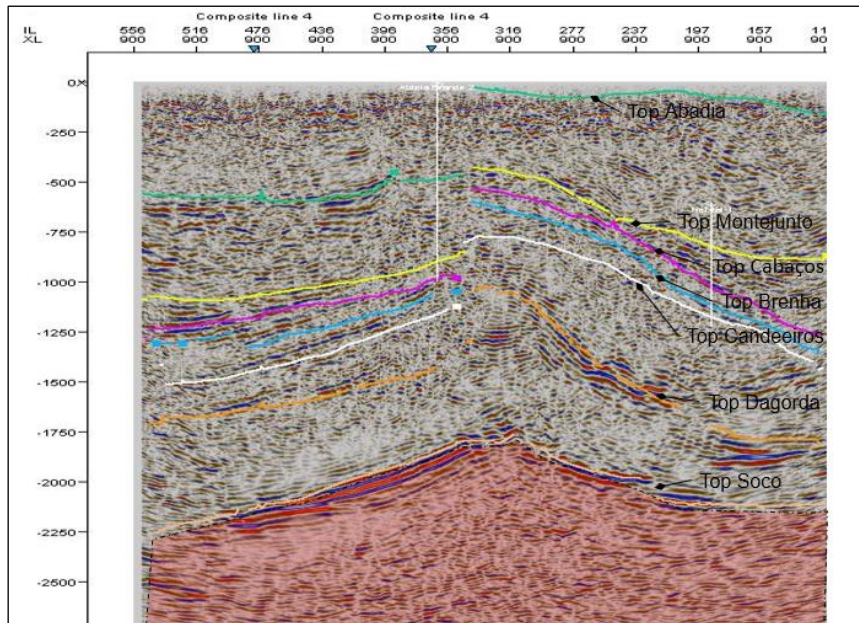 Composite line 4 Composite line 4
IL 556 516 476 436 396 356 316 277 237 197 157 11
XL 900 900 900 900 900 900 900 900 900 900 900 90
0
-250
-500
-750
-1000
-1250
-1500
-1750
-2000
-2250
-2500
Top Abadia
Top Montejunto
Top Cabaços
Top Brenha
Top Candeeiros
Top Dagorda
Top Soco